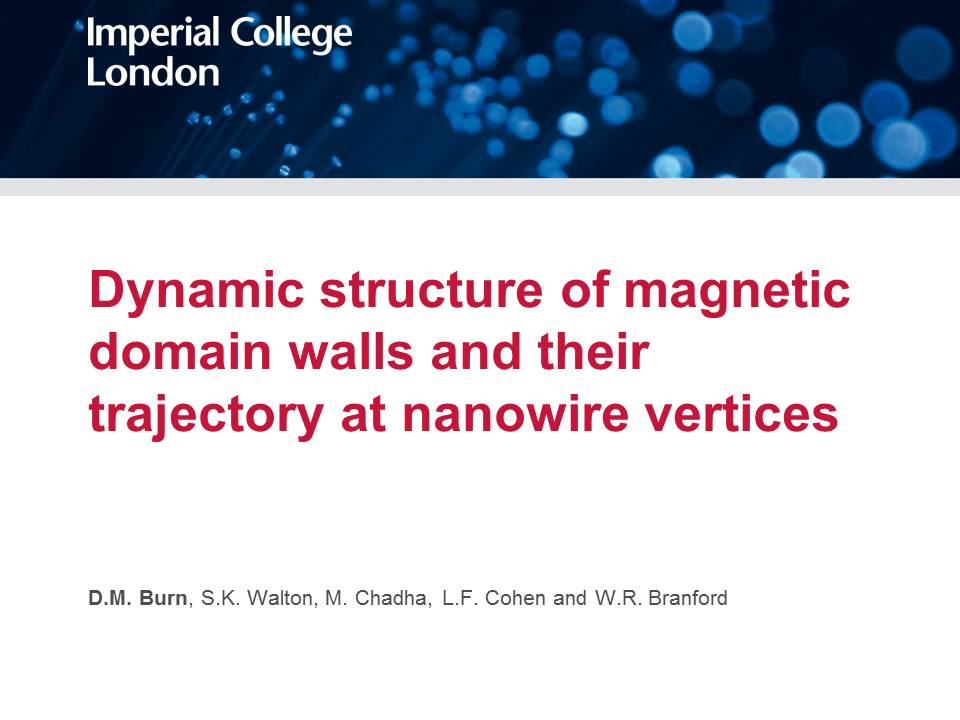 Imperial College
London
Dynamic structure of magnetic
domain walls and their
trajectory at nanowire vertices
D.M. Burn, S.K. Walton, M. Chadha, L.F. Cohen and W.R. Branford